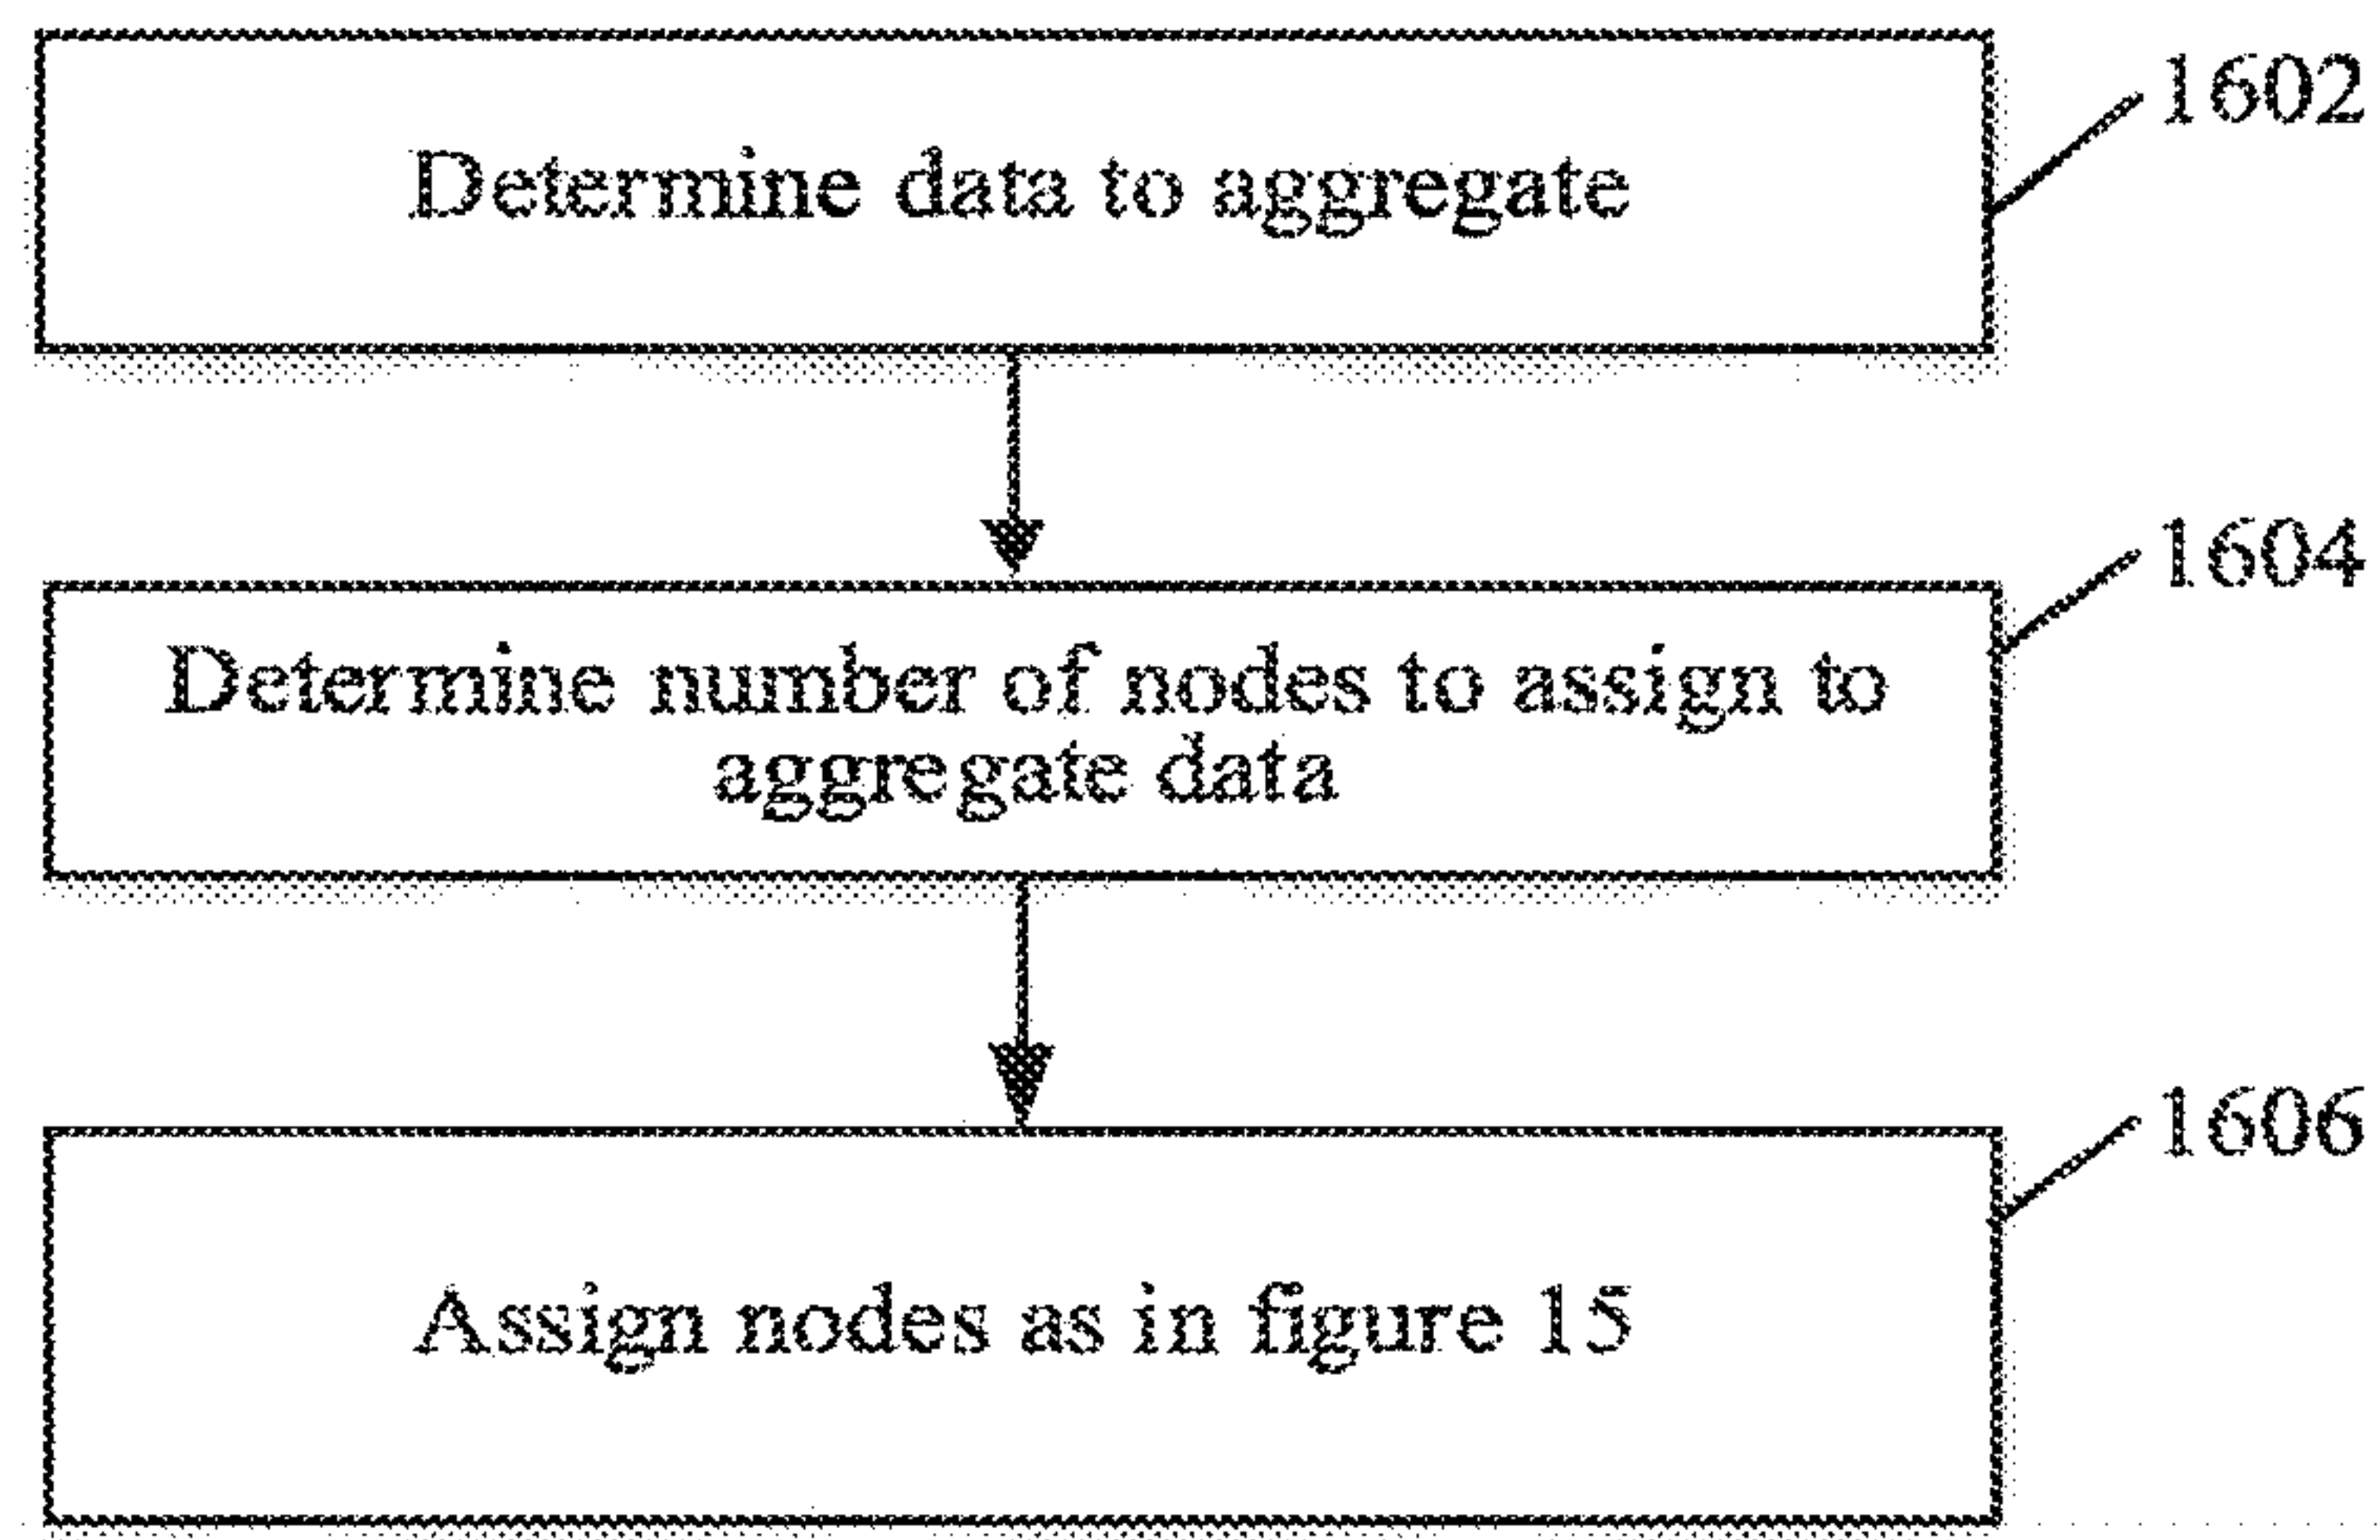 1602
Determine data to aggregate
1604
Determine number of nodes to assign to
aggregate data
1606
Assign nodes as in figure 15